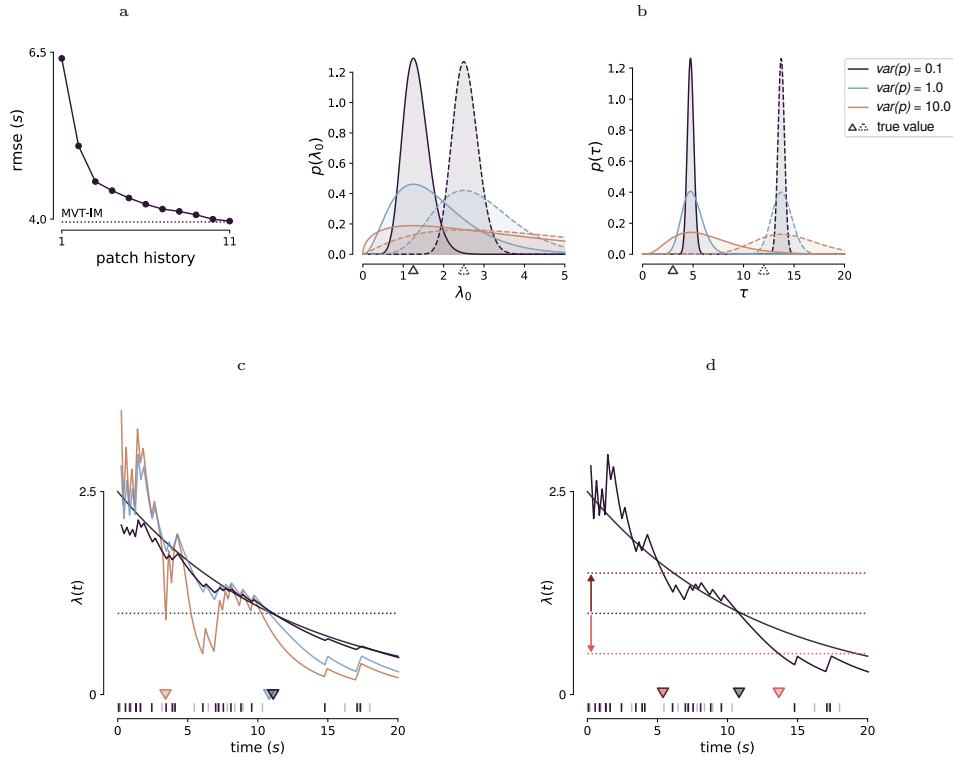 a
6.5
4.0
rmse (s)
MVT-IM
1
11
patch history
b
1.2
1.0
0.8
0.6
0.4
0.2
0.0
p(λ0)
0 1 2 3 4 5
λ0
1.2
1.0
0.8
0.6
0.4
0.2
0.0
p(τ)
0 5 10 15 20
τ
var(p) = 0.1
var(p) = 1.0
var(p) = 10.0
true value
c
2.5
1
0
λ(t)
0 5 10 15 20
time (s)
d
2.5
1
0
λ(t)
0 5 10 15 20
time (s)